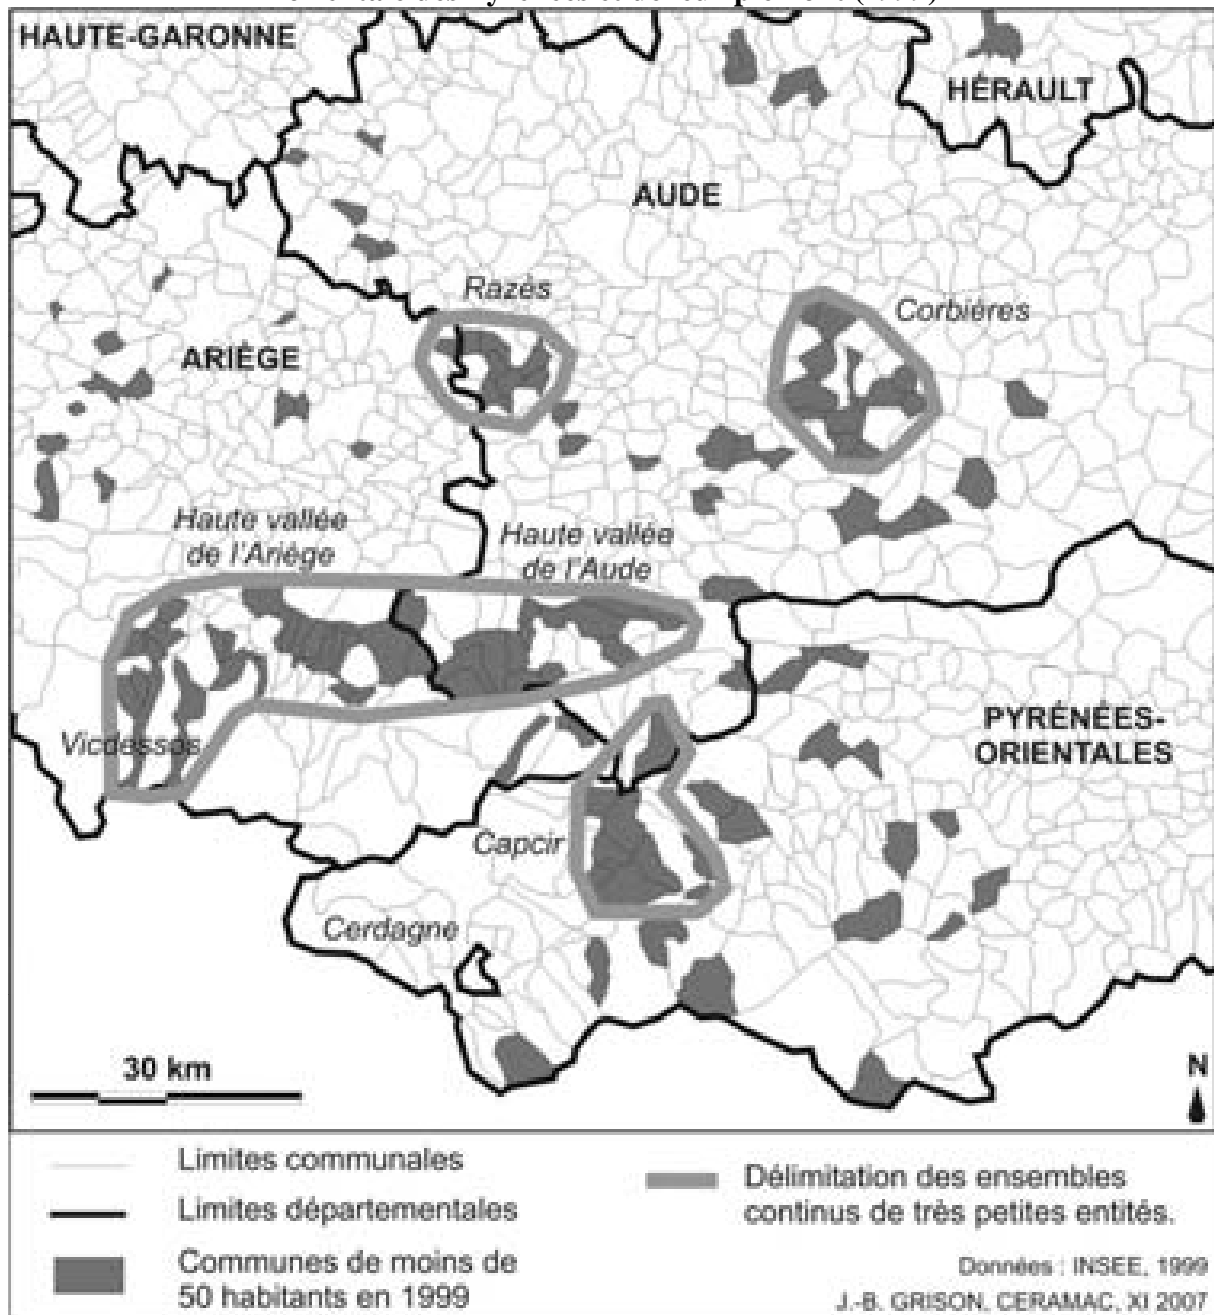 HAUTE-GARONNE
HÉRAULT
AUDE
Razès
Corbières
ARIÈGE
Haute vallée
de l'Ariège
Haute vallée
de l'Aude
Vicdessos
PYRÉNÉES-
ORIENTALES
Capcir
Cerdagne
30 km
N
Limites communales
Limites départementales
Communes de moins de
50 habitants en 1999
Délimitation des ensembles
continus de très petites entités.
Données : INSEE, 1999
J.-B. GRISON, CERAMAC, XI 2007